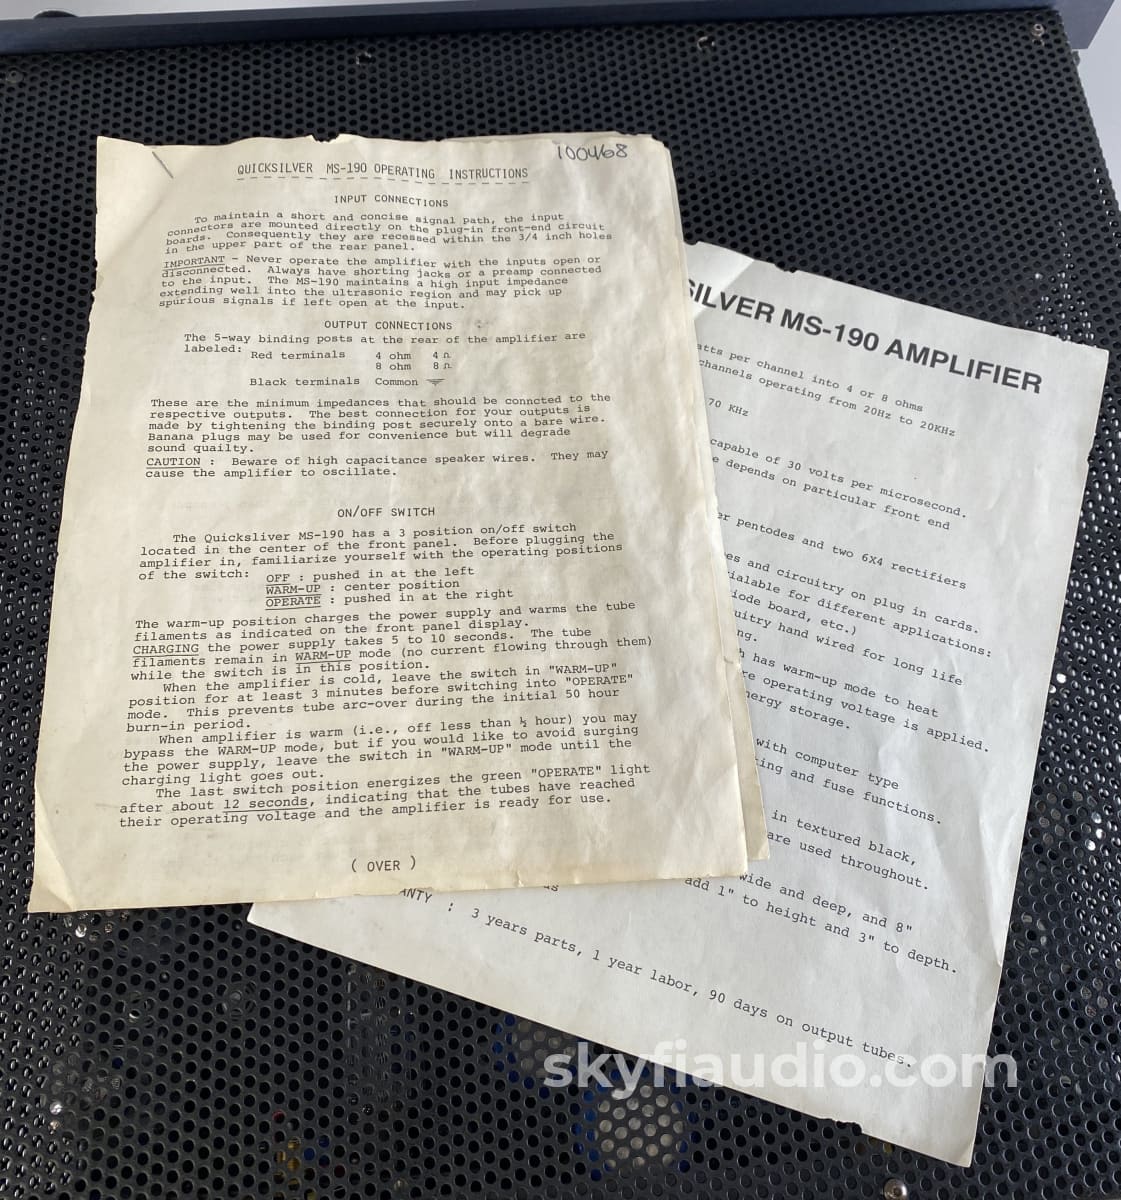 100468
QUICKSILVER MS-190 OPERATING INSTRUCTIONS
INPUT CONNECTIONS
To maintain a short and concise signal path, the input
connectors are mounted directly on the plug-in front-end circuit
boards. Consequently they are recessed within the 3/4 inch holes
in the upper part of the rear panel.
IMPORTANT - Never operate the amplifier with the inputs open or
disconnected. Always have shorting jacks or a preamp connected
to the input. The MS-190 maintains a high input impedance
extending well into the ultrasonic region and may pick up
spurious signals if left open at the input.
OUTPUT CONNECTIONS
The 5-way binding posts at the rear of the amplifier are
labeled: Red terminals 4 ohm 4 Ω
8 ohm 8 Ω
Black terminals Common
These are the minimum impedances that should be conncted to the
respective outputs. The best connection for your outputs is
made by tightening the binding post securely onto a bare wire.
Banana plugs may be used for convenience but will degrade
sound quailty.
CAUTION : Beware of high capacitance speaker wires. They may
cause the amplifier to oscillate.
ON/OFF SWITCH
The Quicksliver MS-190 has a 3 position on/off switch
located in the center of the front panel. Before plugging the
amplifier in, familiarize yourself with the operating positions
of the switch: OFF : pushed in at the left
WARM-UP : center position
OPERATE : pushed in at the right
The warm-up position charges the power supply and warms the tube
filaments as indicated on the front panel display.
CHARGING the power supply takes 5 to 10 seconds. The tube
filaments remain in WARM-UP mode (no current flowing through them)
while the switch is in this position.
When the amplifier is cold, leave the switch in "WARM-UP"
position for at least 3 minutes before switching into "OPERATE"
mode. This prevents tube arc-over during the initial 50 hour
burn-in period.
When amplifier is warm (i.e., off less than ½ hour) you may
bypass the WARM-UP mode, but if you would like to avoid surging
the power supply, leave the switch in "WARM-UP" mode until the
charging light goes out.
The last switch position energizes the green "OPERATE" light
after about 12 seconds, indicating that the tubes have reached
their operating voltage and the amplifier is ready for use.
( OVER )
SILVER MS-190 AMPLIFIER
atts per channel into 4 or 8 ohms
channels operating from 20Hz to 20KHz
70 KHz
capable of 30 volts per microsecond.
e depends on particular front end
er pentodes and two 6X4 rectifiers
es and circuitry on plug in cards.
ialable for different applications:
iode board, etc.)
uitry hand wired for long life
ng.
h has warm-up mode to heat
re operating voltage is applied.
nergy storage.
with computer type
ing and fuse functions.
in textured black,
are used throughout.
wide and deep, and 8"
add 1" to height and 3" to depth.
ANTY : 3 years parts, 1 year labor, 90 days on output tubes.
skyfiaudio.com